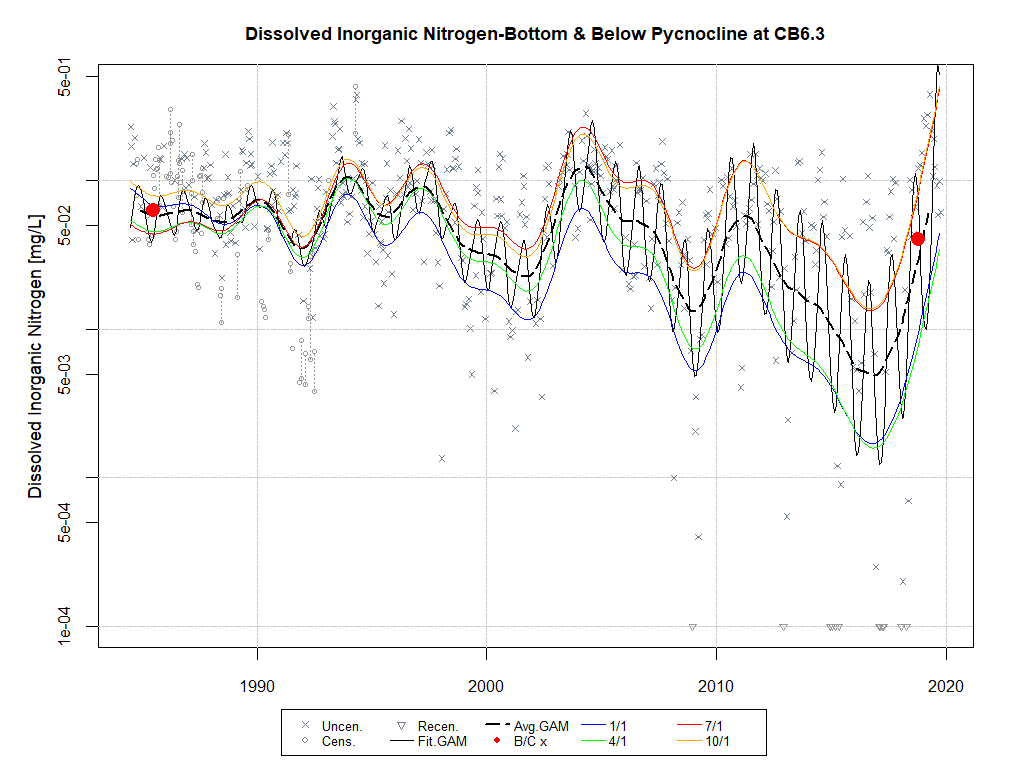 Dissolved Inorganic Nitrogen-Bottom & Below Pycnocline at CB6.3
Dissolved Inorganic Nitrogen [mg/L]
5e-01
5e-02
5e-03
5e-04
1e-04
1990 2000 2010 2020
Uncen. Recen. Avg.GAM 1/1 7/1
Cens. Fit.GAM B/C x 4/1 10/1